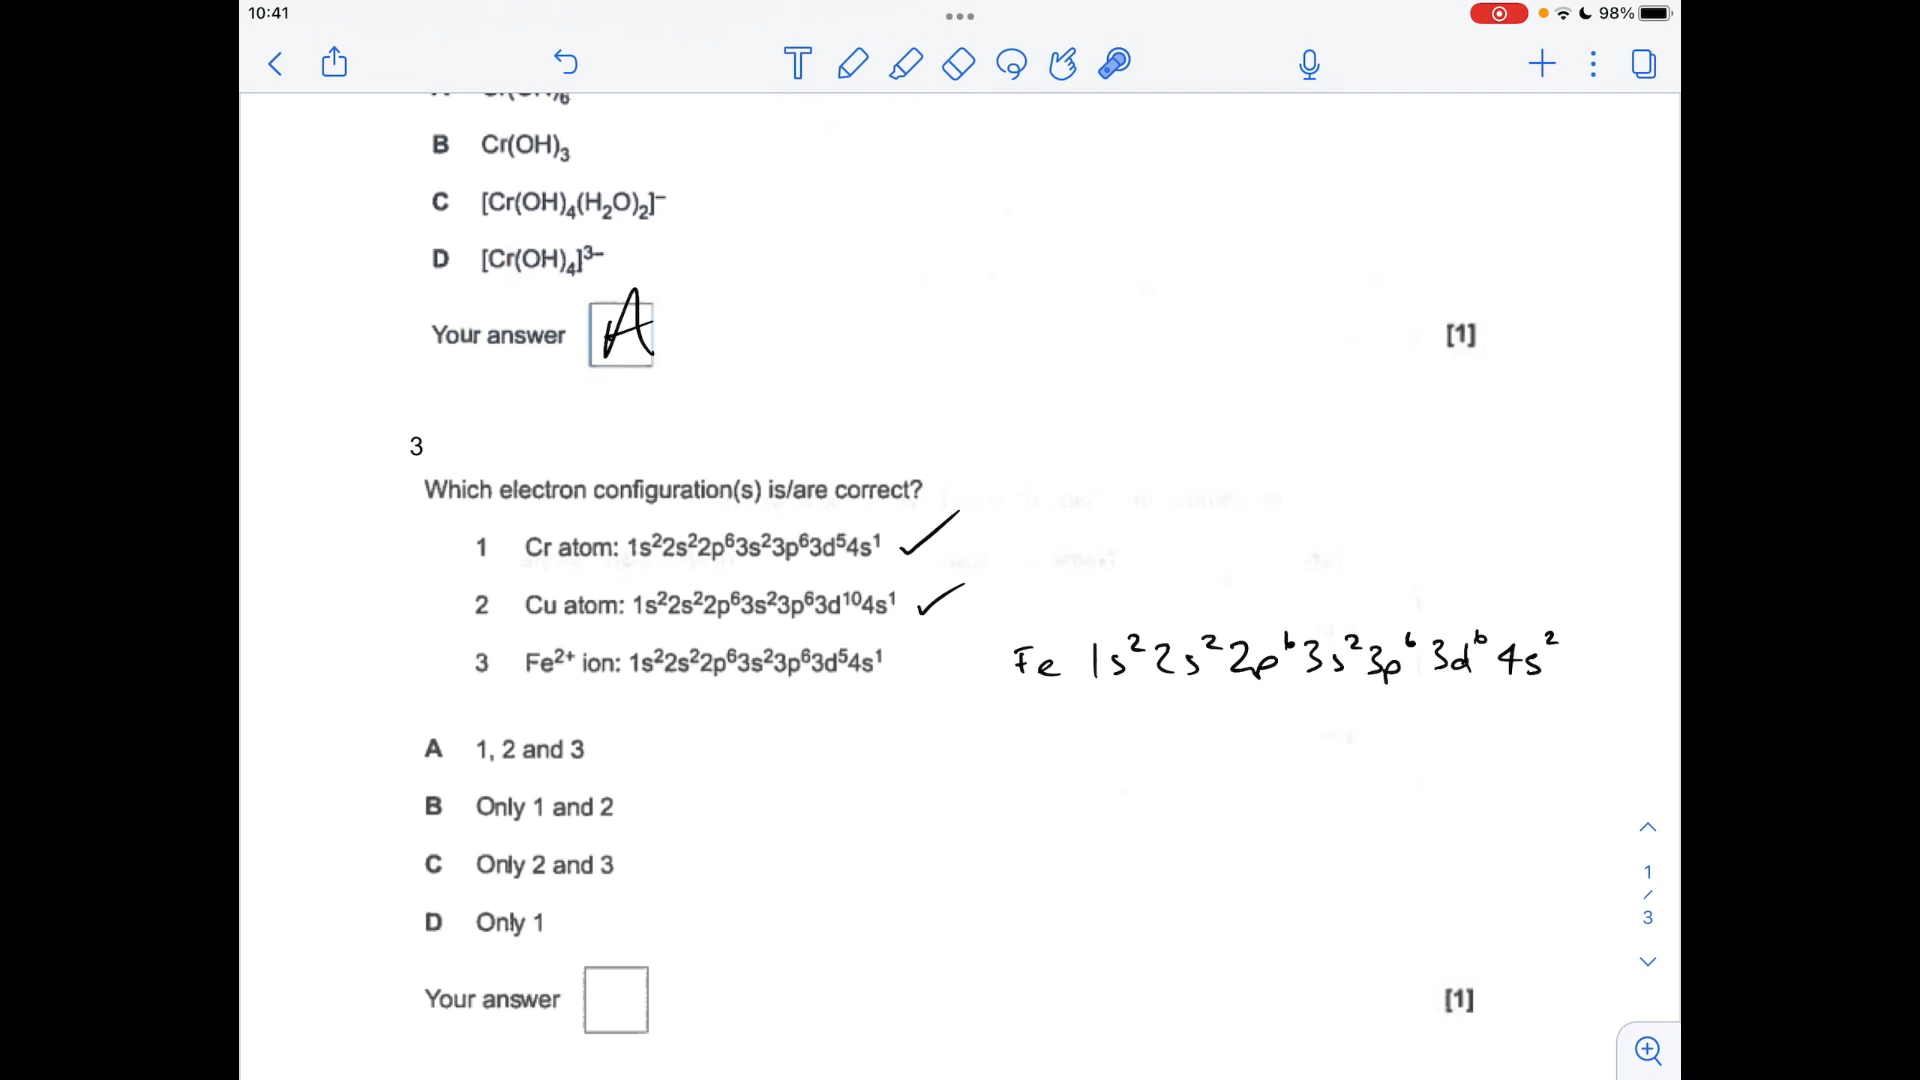 10:41
98%
B Cr(OH)₃
C [Cr(OH)₄(H₂O)₂]⁻
D [Cr(OH)₄]³⁻
Your answer A [1]
3
Which electron configuration(s) is/are correct?
1 Cr atom: 1s²2s²2p⁶3s²3p⁶3d⁵4s¹ ✓
2 Cu atom: 1s²2s²2p⁶3s²3p⁶3d¹⁰4s¹ ✓
3 Fe²⁺ ion: 1s²2s²2p⁶3s²3p⁶3d⁵4s¹
Fe 1s²2s²2p⁶3s²3p⁶3d⁶4s²
A 1, 2 and 3
B Only 1 and 2
C Only 2 and 3
D Only 1
Your answer [1]
1
/
3